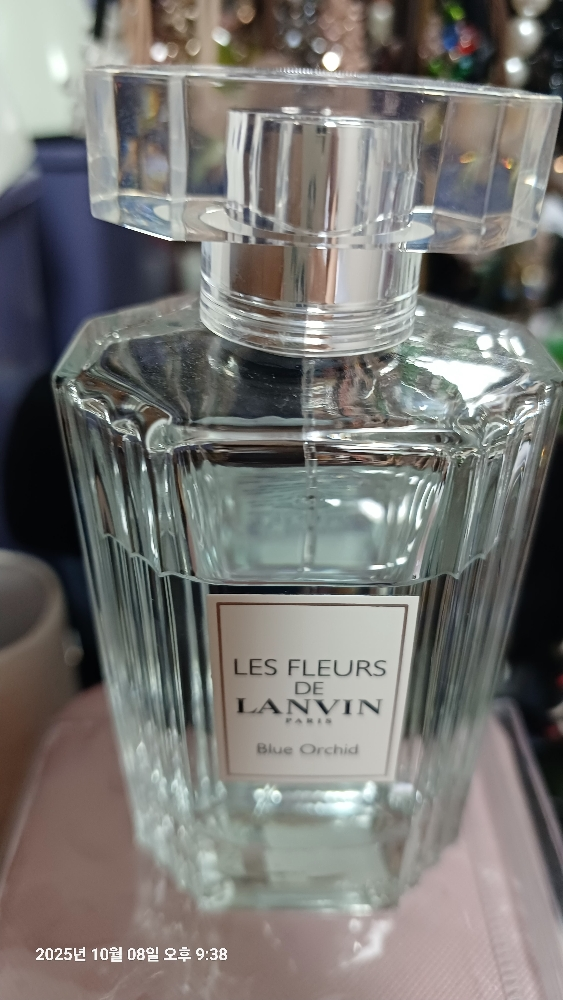 LES FLEURS
DE
LANVIN
PARIS
Blue Orchid
2025년 10월 08일 오후 9:38